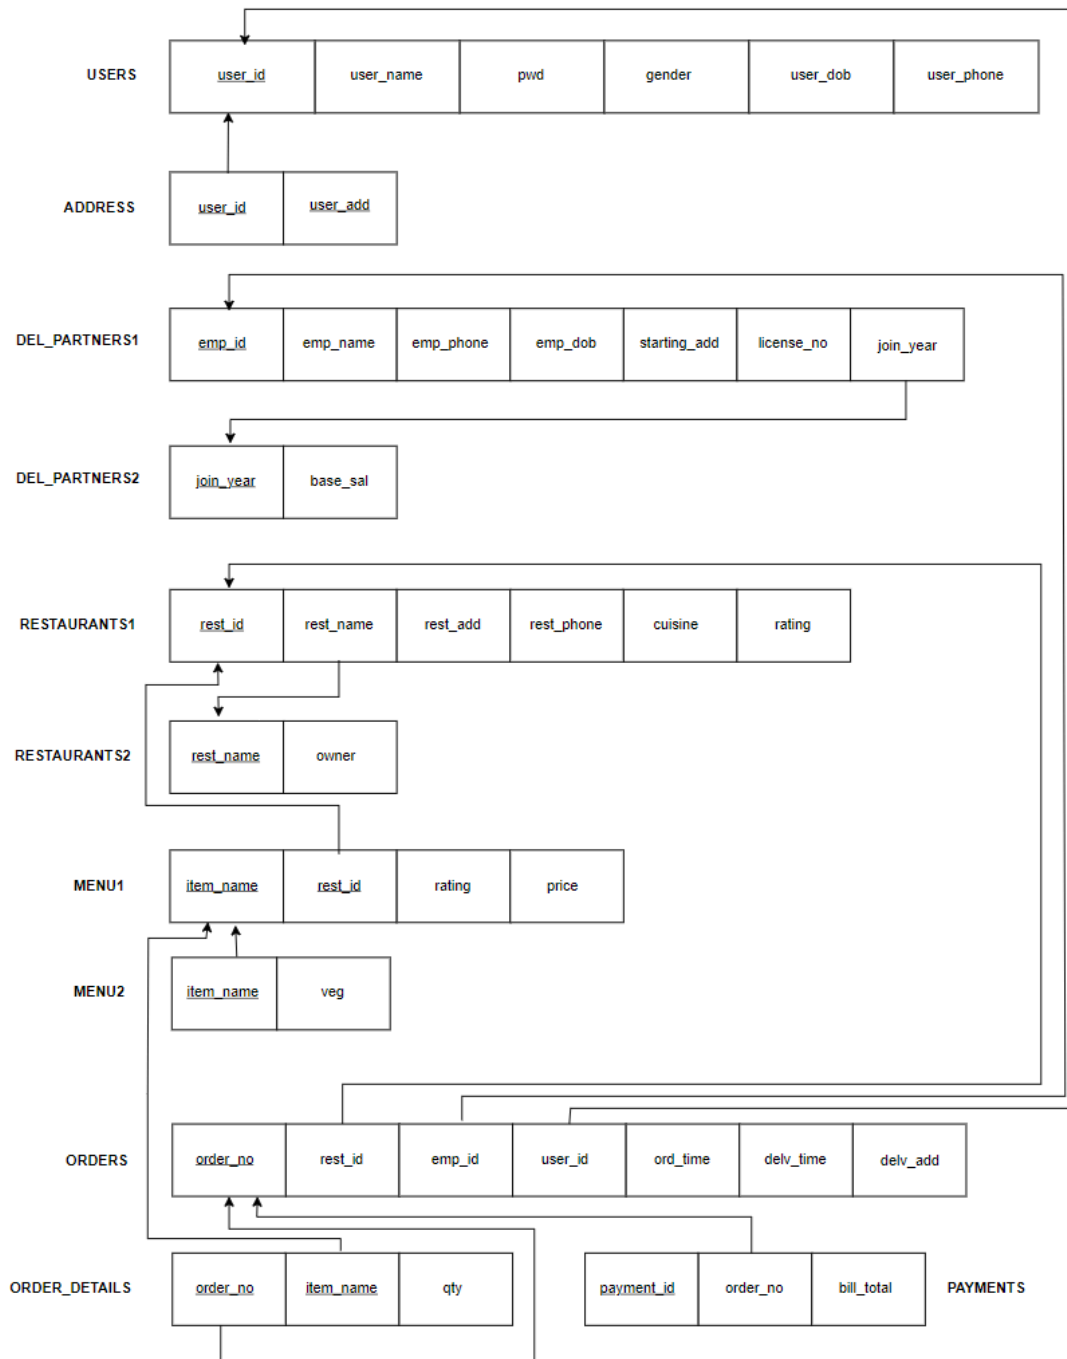 USERS user_id user_name pwd gender user_dob user_phone
ADDRESS user_id user_add
DEL_PARTNERS1 emp_id emp_name emp_phone emp_dob starting_add license_no join_year
DEL_PARTNERS2 join_year base_sal
RESTAURANTS1 rest_id rest_name rest_add rest_phone cuisine rating
RESTAURANTS2 rest_name owner
MENU1 item_name rest_id rating price
MENU2 item_name veg
ORDERS order_no rest_id emp_id user_id ord_time delv_time delv_add
ORDER_DETAILS order_no item_name qty payment_id order_no bill_total PAYMENTS